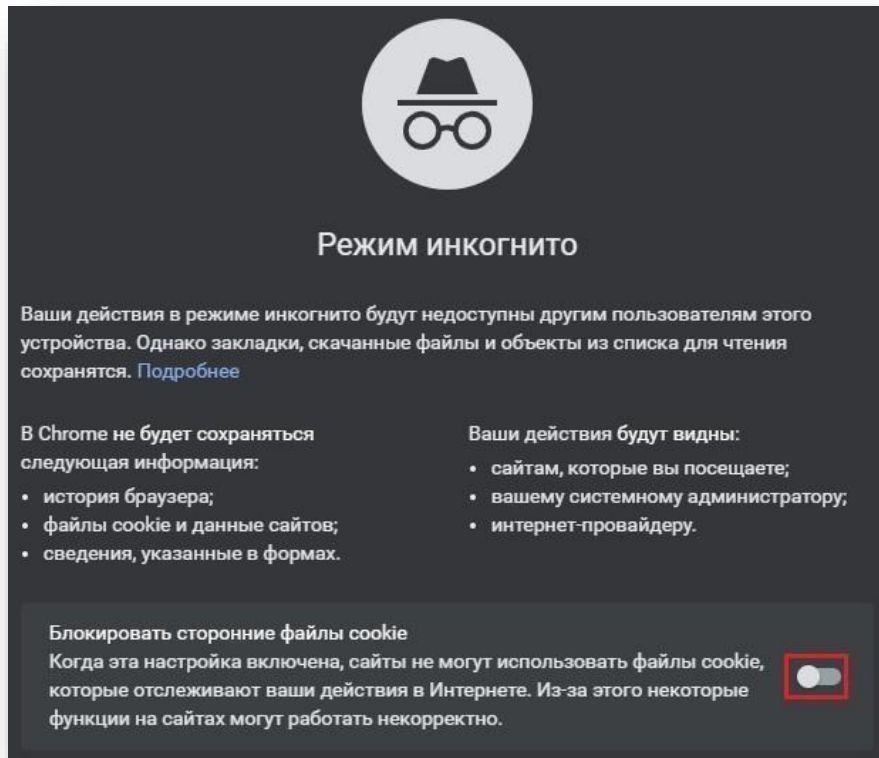 Режим инкогнито
Ваши действия в режиме инкогнито будут недоступны другим пользователям этого
устройства. Однако закладки, скачанные файлы и объекты из списка для чтения
сохранятся. Подробнее
В Chrome не будет сохраняться
следующая информация:
• история браузера;
• файлы cookie и данные сайтов;
• сведения, указанные в формах.
Ваши действия будут видны:
• сайтам, которые вы посещаете;
• вашему системному администратору;
• интернет-провайдеру.
Блокировать сторонние файлы cookie
Когда эта настройка включена, сайты не могут использовать файлы cookie,
которые отслеживают ваши действия в Интернете. Из-за этого некоторые
функции на сайтах могут работать некорректно.